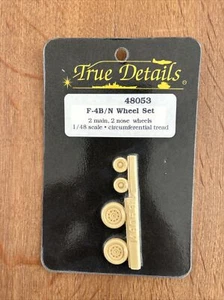 True Details
®
48053
F-4B/N Wheel Set
2 main, 2 nose wheels
1/48 scale • circumferential tread